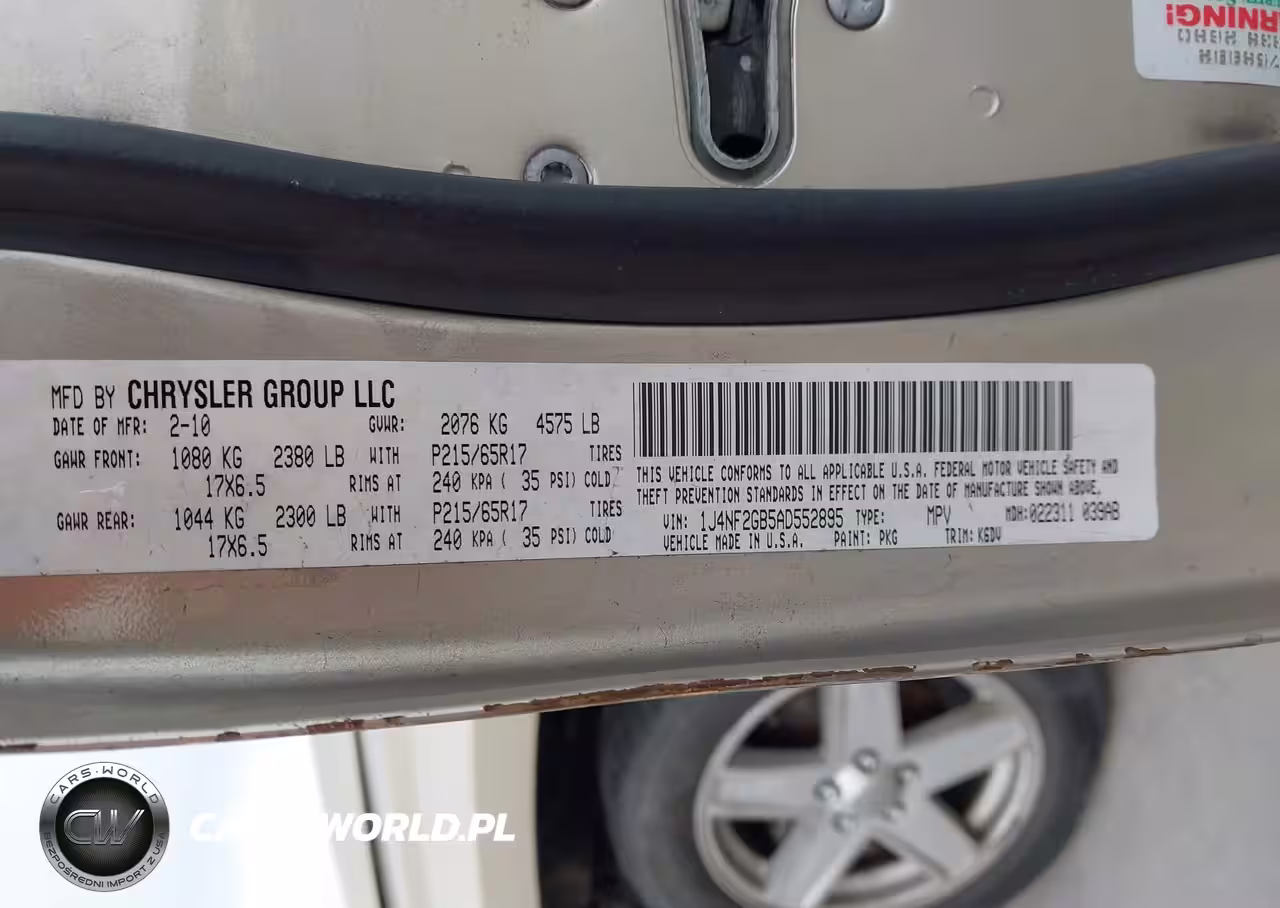 RNING!
MFD BY CHRYSLER GROUP LLC
DATE OF MFR: 2-10 GVWR: 2076 KG 4575 LB
GAWR FRONT: 1080 KG 2380 LB WITH P215/65R17 TIRES
17X6.5 RIMS AT 240 KPA ( 35 PSI) COLD
GAWR REAR: 1044 KG 2300 LB WITH P215/65R17 TIRES
17X6.5 RIMS AT 240 KPA ( 35 PSI) COLD
THIS VEHICLE CONFORMS TO ALL APPLICABLE U.S.A. FEDERAL MOTOR VEHICLE SAFETY AND
THEFT PREVENTION STANDARDS IN EFFECT ON THE DATE OF MANUFACTURE SHOWN ABOVE.
VIN: 1J4NF2GB5AD552895 TYPE: MPV MDH:022311 039AB
VEHICLE MADE IN U.S.A. PAINT: PKG TRIM: K6DV
CARS-WORLD
CW
BEZPOŚREDNI IMPORT Z USA
CARS-WORLD.PL